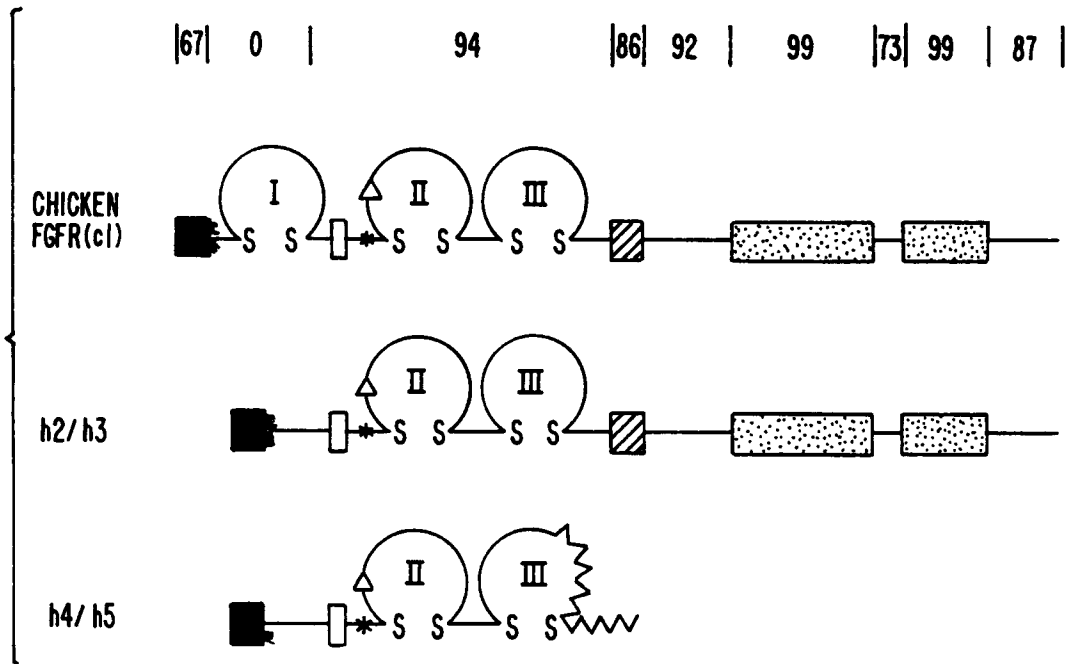 67 0 94 86 92 99 73 99 87
CHICKEN
FGFR(cl)
I II III
S S * S S S S
h2/h3
II III
* S S S S
h4/h5
II III
* S S S S